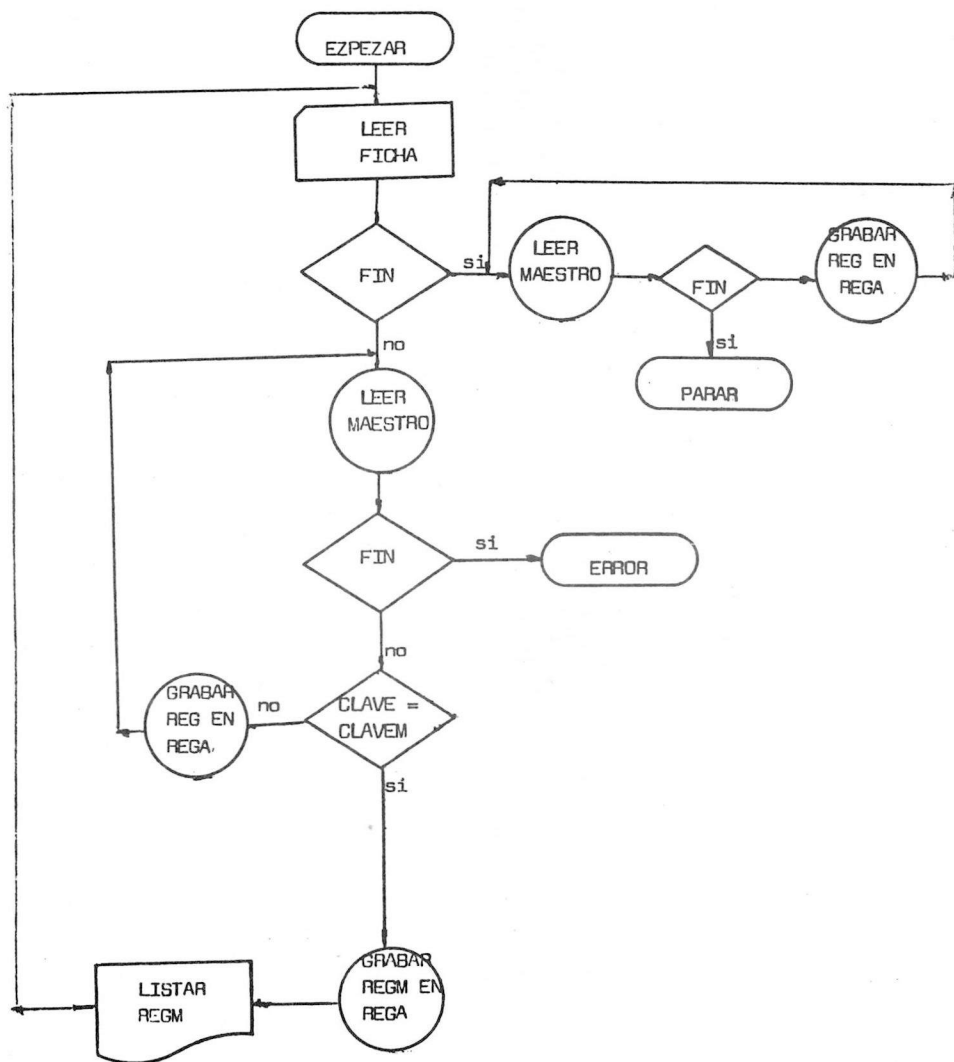 EZPEZAR
LEER
FICHA
FIN
si
LEER
MAESTRO
FIN
GRABAR
REG EN
REGA
si
PARAR
no
LEER
MAESTRO
FIN
si
ERROR
no
CLAVE =
CLAVEM
no
GRABAR
REG EN
REGA
si
GRABAR
REGM EN
REGA
LISTAR
REGM